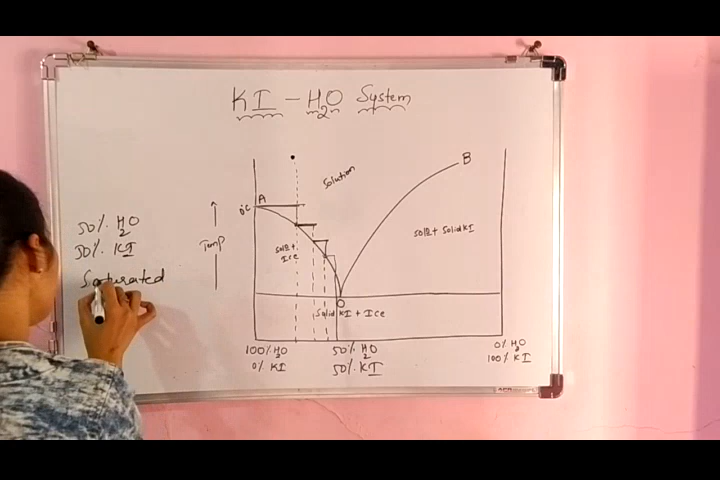 KI - H2O System
Solution
B
A
0°C
50% H2O
50% KI
Saturated
Temp
Soln + Ice
Soln + Solid KI
O
Solid KI + Ice
100% H2O
0% KI
50% H2O
50% KI
0% H2O
100% KI